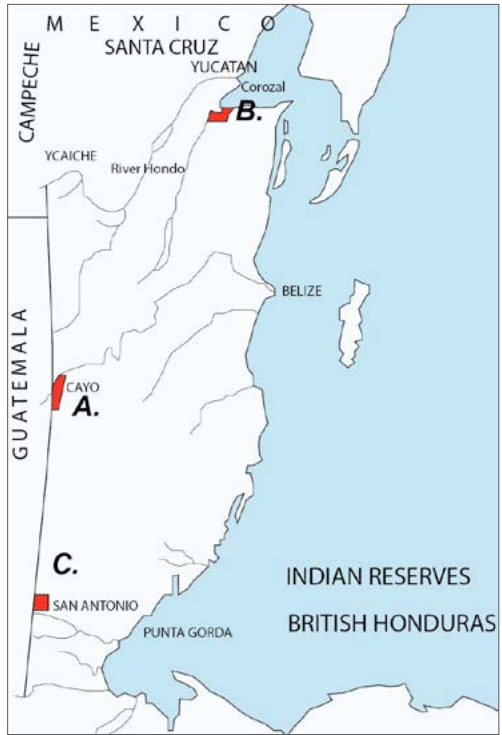 M E X I C O
SANTA CRUZ
YUCATAN
Corozal
B.
CAMPECHE
YCAICHE
River Hondo
BELIZE
GUATEMALA
CAYO
A.
C.
SAN ANTONIO
INDIAN RESERVES
BRITISH HONDURAS
PUNTA GORDA